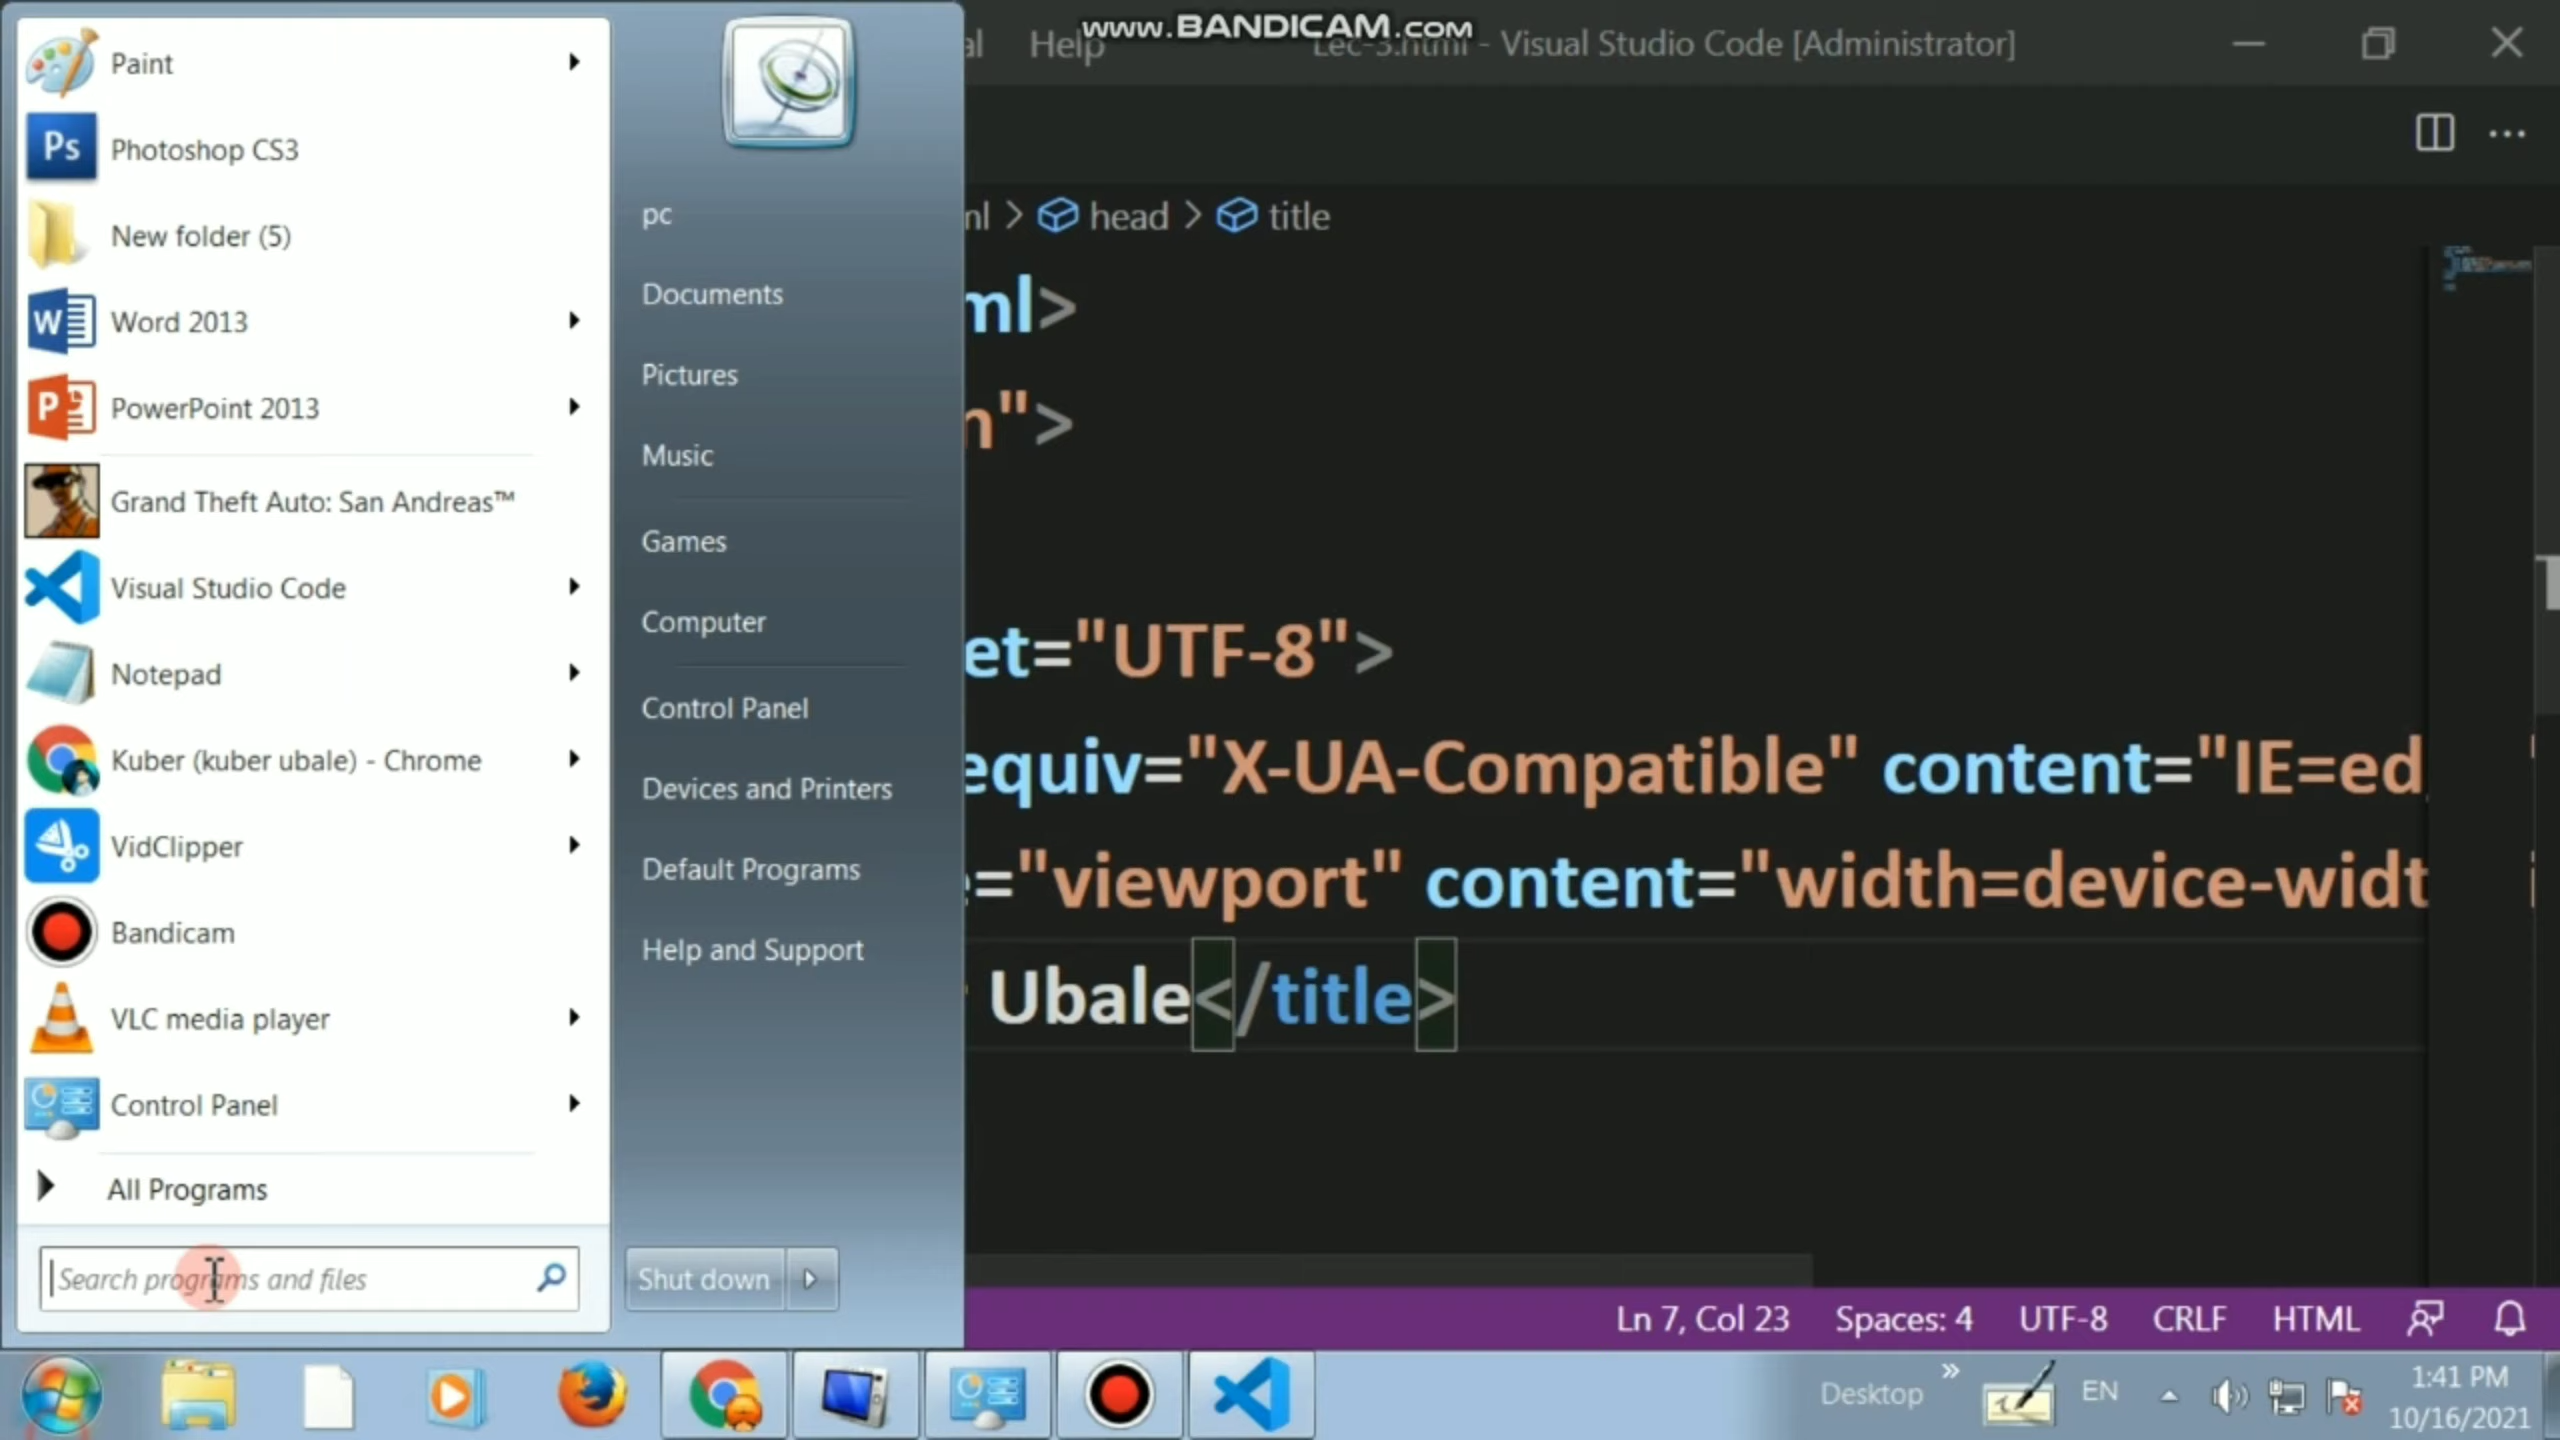 Paint
Photoshop CS3
New folder (5)
Word 2013
PowerPoint 2013
Grand Theft Auto: San Andreas™
Visual Studio Code
Notepad
Kuber (kuber ubale) - Chrome
VidClipper
Bandicam
VLC media player
Control Panel
All Programs
Search programs and files
pc
Documents
Pictures
Music
Games
Computer
Control Panel
Devices and Printers
Default Programs
Help and Support
Shut down
www.BANDICAM.com
al Help Lec-3.html - Visual Studio Code [Administrator]
ml > head > title
ml>
n">
et="UTF-8">
equiv="X-UA-Compatible" content="IE=ed
e="viewport" content="width=device-widt
Ubale</title>
Ln 7, Col 23 Spaces: 4 UTF-8 CRLF HTML
Desktop » EN
1:41 PM
10/16/2021